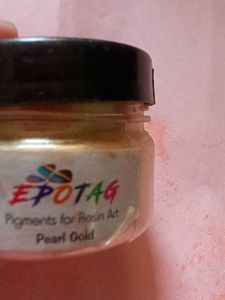 EPOTAG
Pigments for Resin Art
Pearl Gold